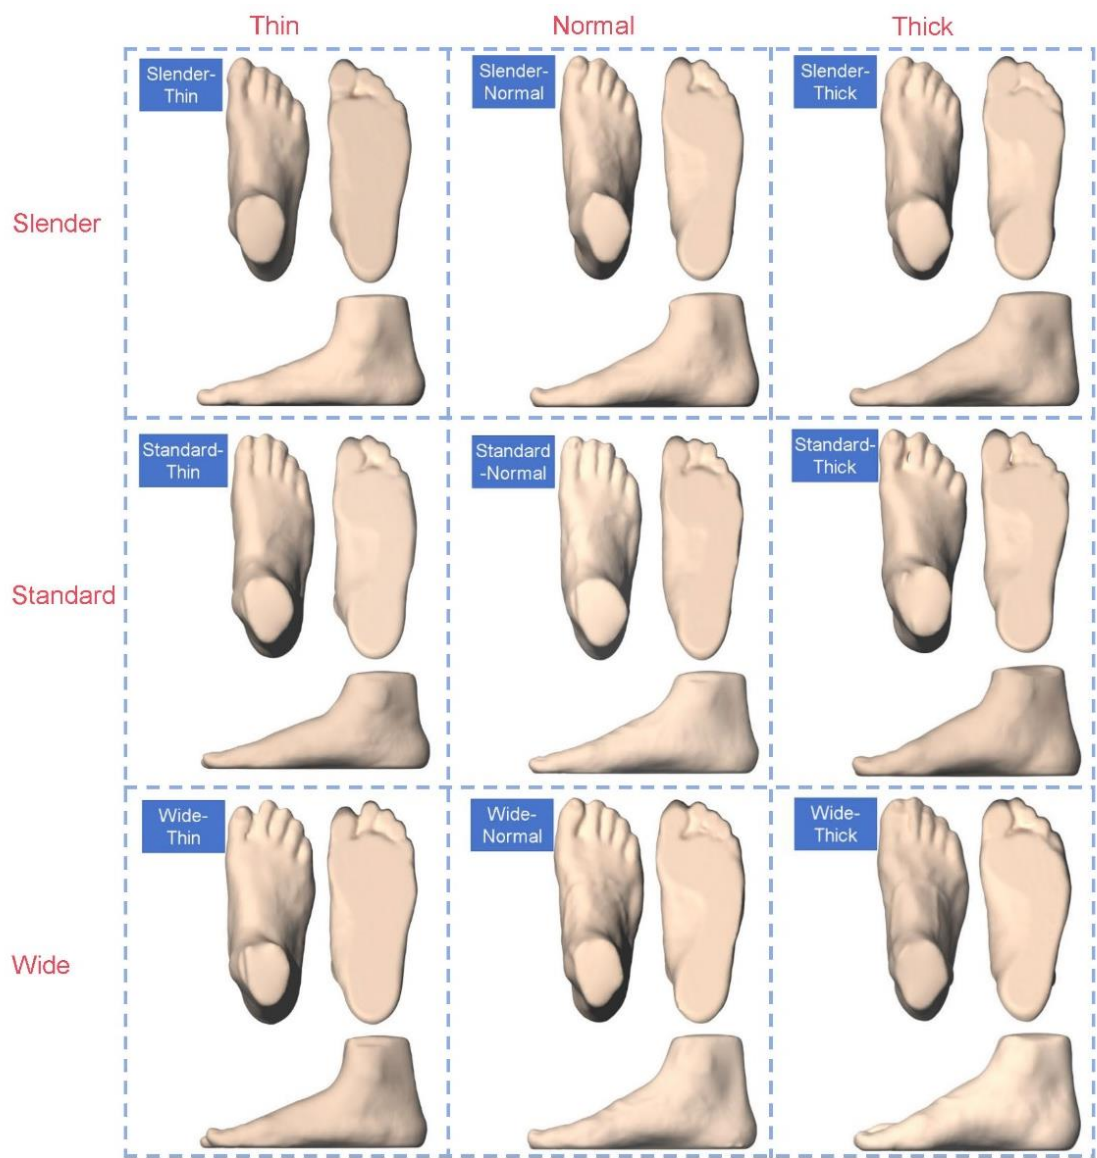 Thin
Normal
Thick
Slender
Slender-
Thin
Slender-
Normal
Slender-
Thick
Standard
Standard-
Thin
Standard
-Normal
Standard-
Thick
Wide
Wide-
Thin
Wide-
Normal
Wide-
Thick